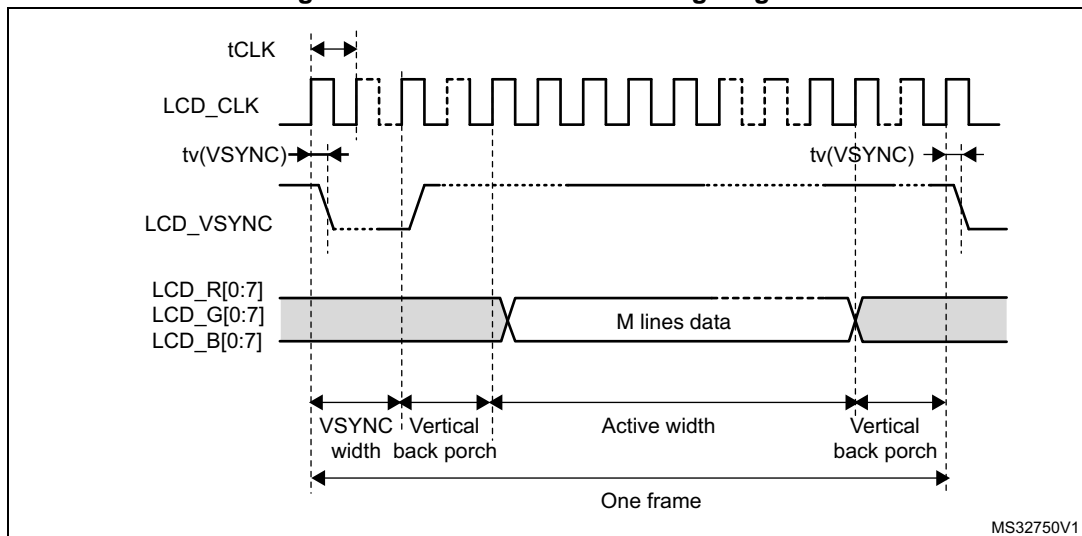 tCLK
LCD_CLK
tv(VSYNC)
tv(VSYNC)
LCD_VSYNC
LCD_R[0:7]
LCD_G[0:7]
LCD_B[0:7]
M lines data
VSYNC width
Vertical back porch
Active width
Vertical back porch
One frame
MS32750V1